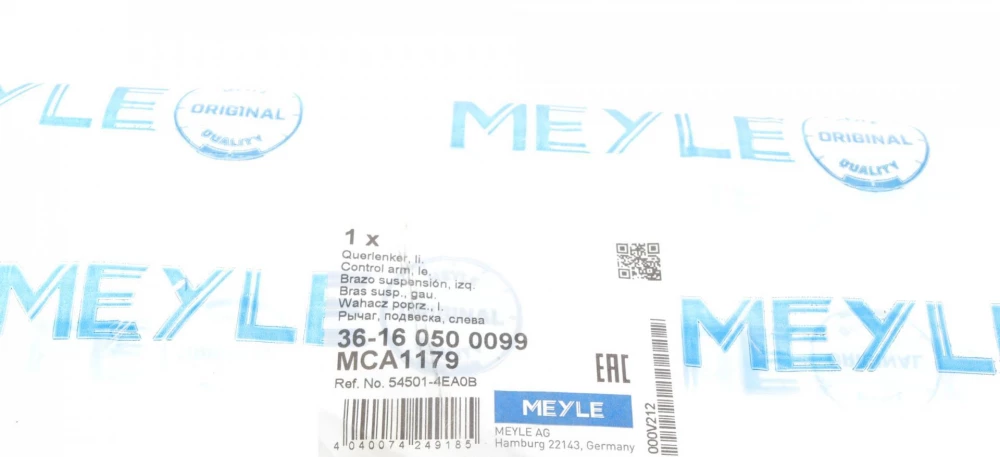 YLE ORIGINAL QUALITY
MEYLE ORIGINAL QUALITY
MEYLE
MEYLE
1 x
Querlenker, li.
Control arm, le.
Brazo suspensión, izq.
Bras susp., gau.
Wahacz poprz., l.
Рычаг, подвеска, слева
36-16 050 0099
MCA1179
Ref. No. 54501-4EA0B
4 040074 249185
EAC
MEYLE
MEYLE AG
Hamburg 22143, Germany
000V212